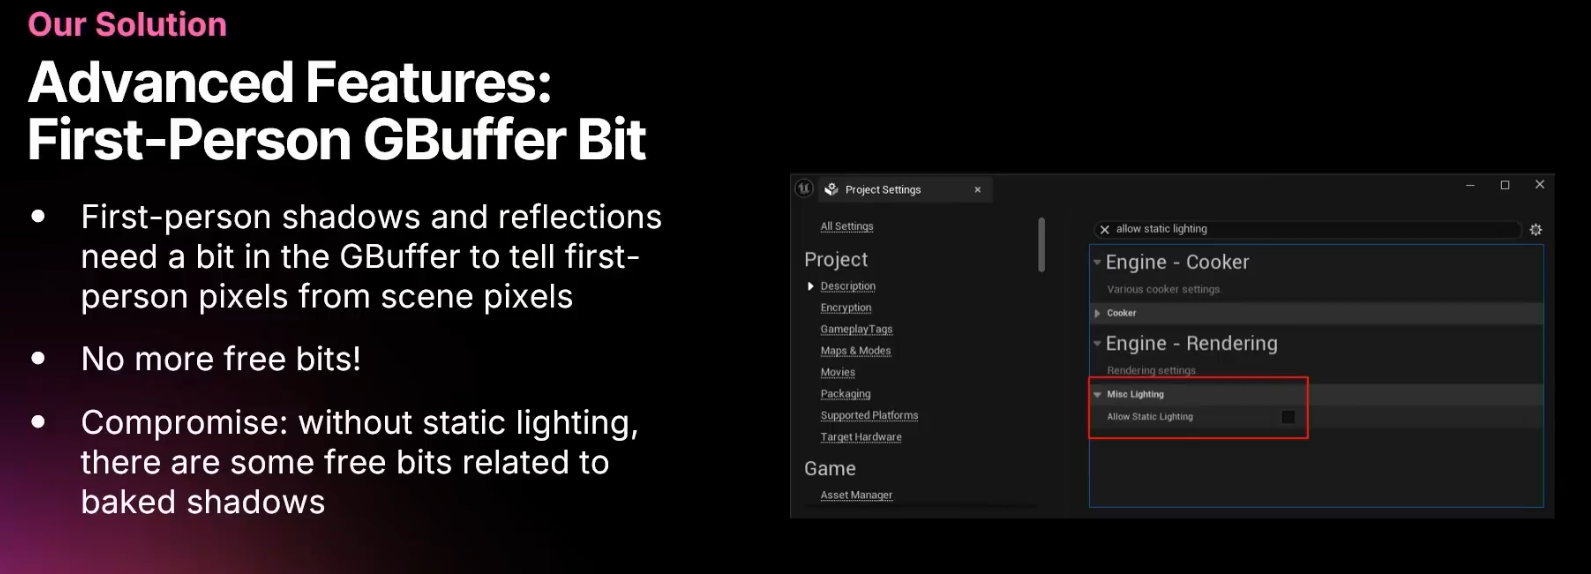 Our Solution
Advanced Features:
First-Person GBuffer Bit
• First-person shadows and reflections
need a bit in the GBuffer to tell first-
person pixels from scene pixels
• No more free bits!
• Compromise: without static lighting,
there are some free bits related to
baked shadows
Project Settings
All Settings
Project
Description
Encryption
GameplayTags
Maps & Modes
Movies
Packaging
Supported Platforms
Target Hardware
Game
Asset Manager
allow static lighting
Engine - Cooker
Various cooker settings
Cooker
Engine - Rendering
Rendering settings
Misc Lighting
Allow Static Lighting